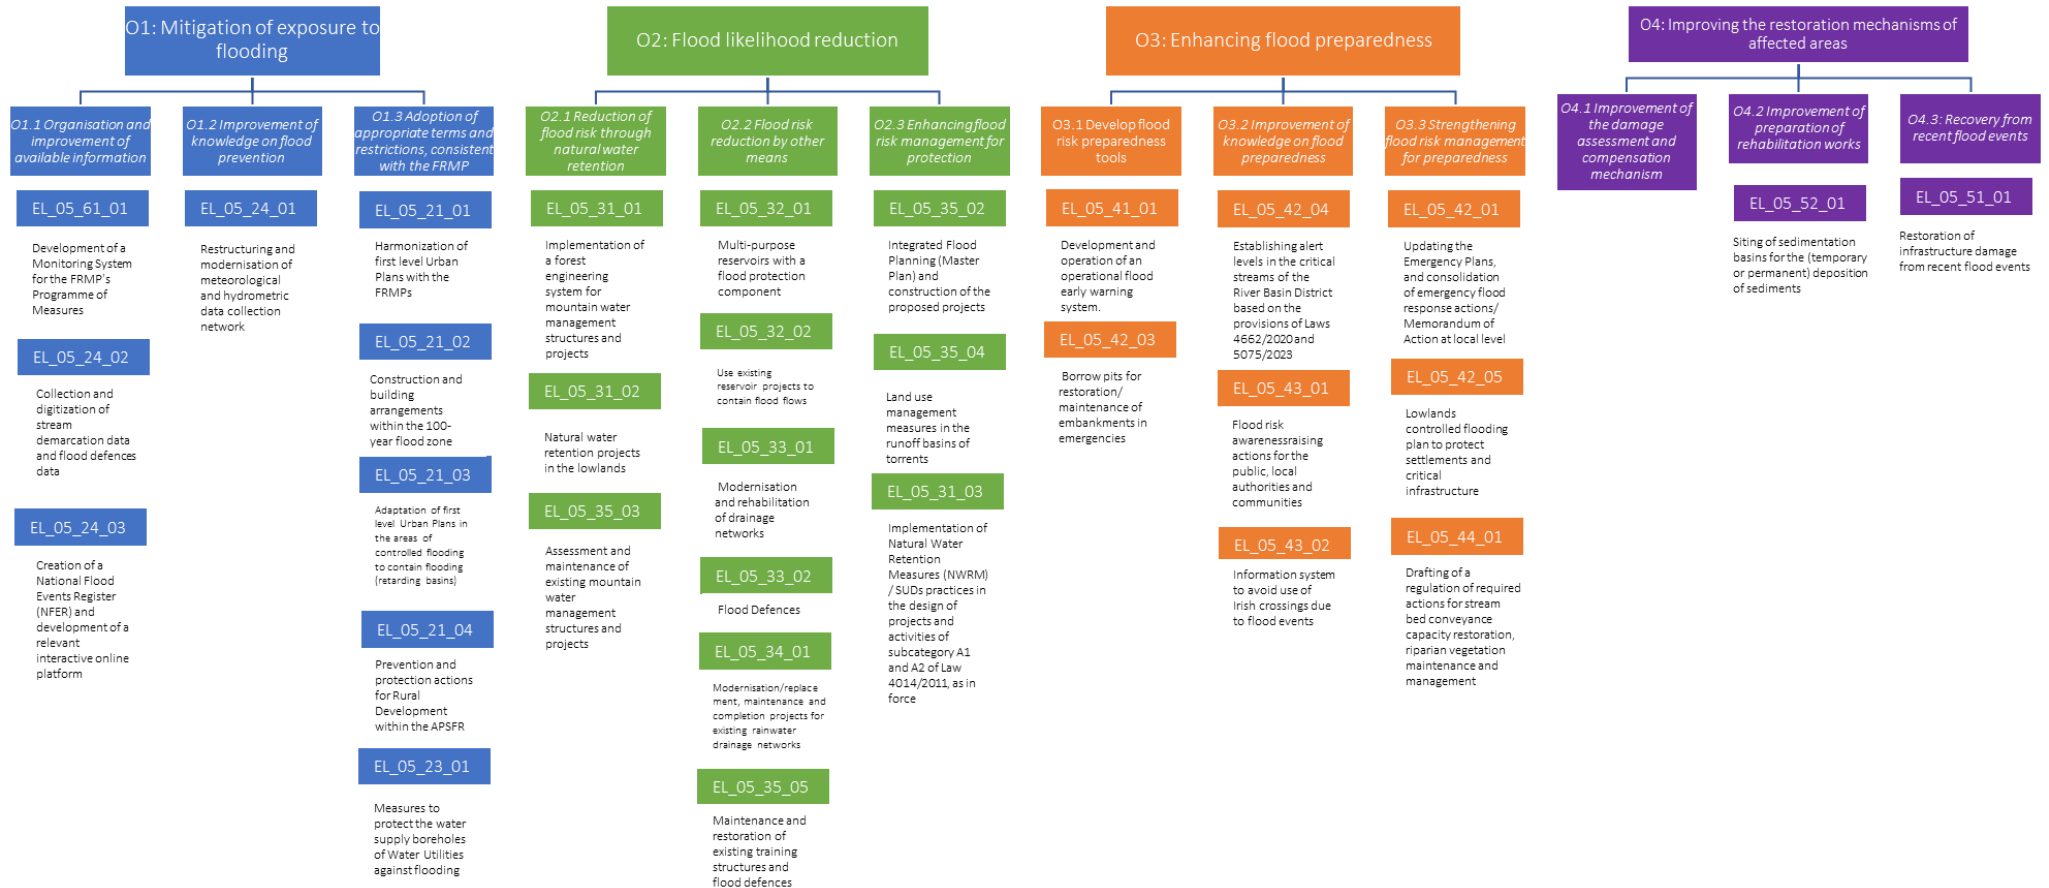 O1: Mitigation of exposure to
flooding
O1.1 Organisation and
improvement of
available information
EL_05_61_01
Development of a
Monitoring System
for the FRMP's
Programme of
Measures
EL_05_24_02
Collection and
digitization of
stream
demarcation data
and flood defences
data
EL_05_24_03
Creation of a
National Flood
Events Register
(NFER) and
development of a
relevant
interactive online
platform
O1.2 Improvement of
knowledge on flood
prevention
EL_05_24_01
Restructuring and
modernisation of
meteorological
and hydrometric
data collection
network
O1.3 Adoption of
appropriate terms and
restrictions, consistent
with the FRMP
EL_05_21_01
Harmonization of
first level Urban
Plans with the
FRMPs
EL_05_21_02
Construction and
building
arrangements
within the 100-
year flood zone
EL_05_21_03
Adaptation of first
level Urban Plans in
the areas of
controlled flooding
to contain flooding
(retarding basins)
EL_05_21_04
Prevention and
protection actions
for Rural
Development
within the APSFR
EL_05_23_01
Measures to
protect the water
supply boreholes
of Water Utilities
against flooding
O2: Flood likelihood reduction
O2.1 Reduction of
flood risk through
natural water
retention
EL_05_31_01
Implementation of
a forest
engineering
system for
mountain water
management
structures and
projects
EL_05_31_02
Natural water
retention projects
in the lowlands
EL_05_35_03
Assessment and
maintenance of
existing mountain
water
management
structures and
projects
O2.2 Flood risk
reduction by other
means
EL_05_32_01
Multi-purpose
reservoirs with a
flood protection
component
EL_05_32_02
Use existing
reservoir projects to
contain flood flows
EL_05_33_01
Modernisation
and rehabilitation
of drainage
networks
EL_05_33_02
Flood Defences
EL_05_34_01
Modernisation/replace
ment, maintenance and
completion projects for
existing rainwater
drainage networks
EL_05_35_05
Maintenance and
restoration of
existing training
structures and
flood defences
O2.3 Enhancing flood
risk management for
protection
EL_05_35_02
Integrated Flood
Planning (Master
Plan) and
construction of the
proposed projects
EL_05_35_04
Land use
management
measures in the
runoff basins of
torrents
EL_05_31_03
Implementation of
Natural Water
Retention
Measures (NWRM)
/ SUDs practices in
the design of
projects and
activities of
subcategory A1
and A2 of Law
4014/2011, as in
force
O3: Enhancing flood preparedness
O3.1 Develop flood
risk preparedness
tools
EL_05_41_01
Development and
operation of an
operational flood
early warning
system.
EL_05_42_03
Borrow pits for
restoration/
maintenance of
embankments in
emergencies
O3.2 Improvement of
knowledge on flood
preparedness
EL_05_42_04
Establishing alert
levels in the critical
streams of the
River Basin District
based on the
provisions of Laws
4662/2020 and
5075/2023
EL_05_43_01
Flood risk
awarenessraising
actions for the
public, local
authorities and
communities
EL_05_43_02
Information system
to avoid use of
Irish crossings due
to flood events
O3.3 Strengthening
flood risk management
for preparedness
EL_05_42_01
Updating the
Emergency Plans,
and consolidation
of emergency flood
response actions/
Memorandum of
Action at local level
EL_05_42_05
Lowlands
controlled flooding
plan to protect
settlements and
critical
infrastructure
EL_05_44_01
Drafting of a
regulation of required
actions for stream
bed conveyance
capacity restoration,
riparian vegetation
maintenance and
management
O4: Improving the restoration mechanisms of
affected areas
O4.1 Improvement of
the damage
assessment and
compensation
mechanism
O4.2 Improvement of
preparation of
rehabilitation works
EL_05_52_01
Siting of sedimentation
basins for the (temporary
or permanent) deposition
of sediments
O4.3: Recovery from
recent flood events
EL_05_51_01
Restoration of
infrastructure damage
from recent flood events